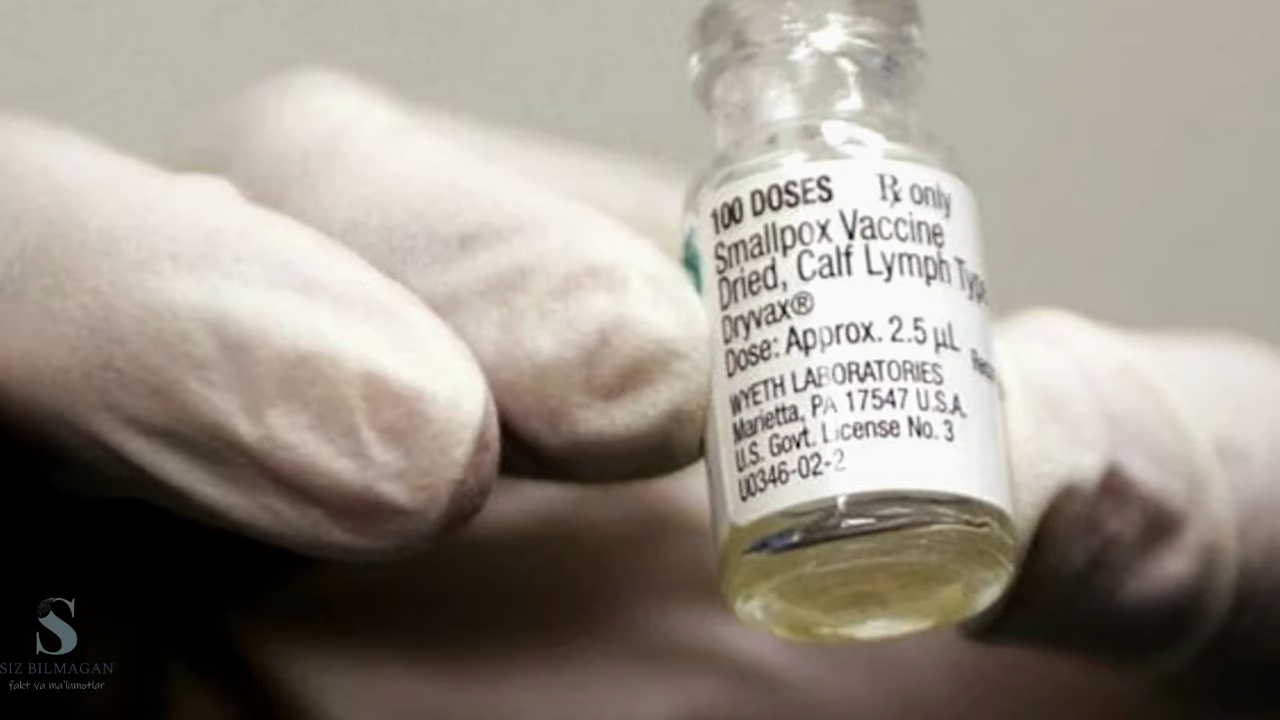 100 DOSES ℞ only
Smallpox Vaccine
Dried, Calf Lymph Type
Dryvax®
Dose: Approx. 2.5 µL
WYETH LABORATORIES
Marietta, PA 17547 U.S.A.
U.S. Govt. License No. 3
U0346-02-2
S
SIZ BILMAGAN
fakt va ma'lumotlar